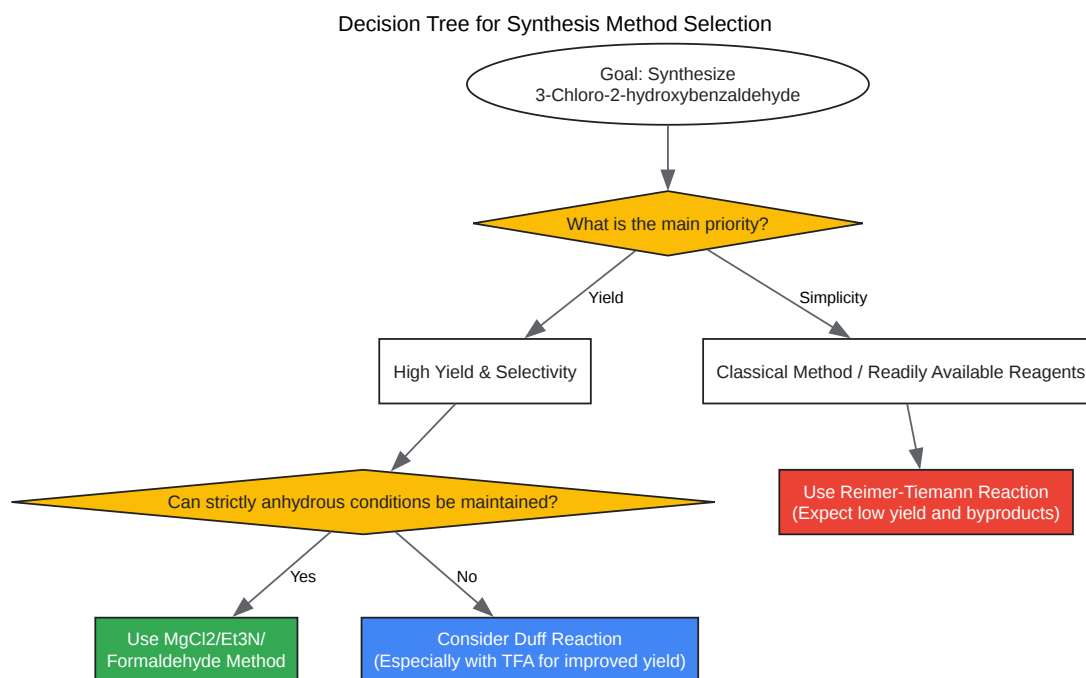 Decision Tree for Synthesis Method Selection
Goal: Synthesize
3-Chloro-2-hydroxybenzaldehyde
What is the main priority?
Yield
Simplicity
High Yield & Selectivity
Classical Method / Readily Available Reagents
Can strictly anhydrous conditions be maintained?
Use Reimer-Tiemann Reaction
(Expect low yield and byproducts)
Yes
No
Use MgCl2/Et3N/
Formaldehyde Method
Consider Duff Reaction
(Especially with TFA for improved yield)